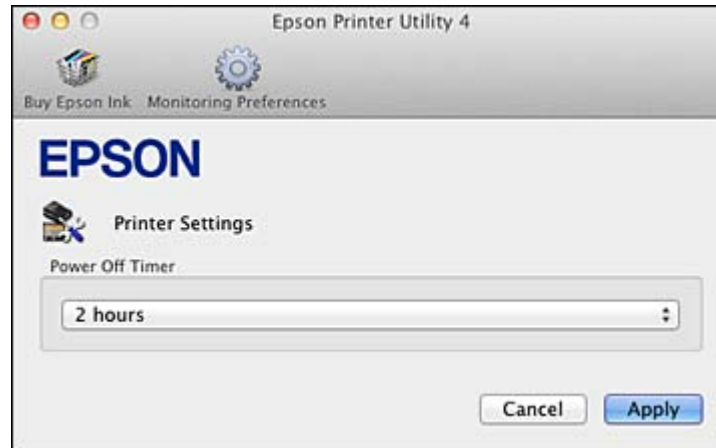 Epson Printer Utility 4
Buy Epson Ink Monitoring Preferences
EPSON
Printer Settings
Power Off Timer
2 hours
Cancel Apply